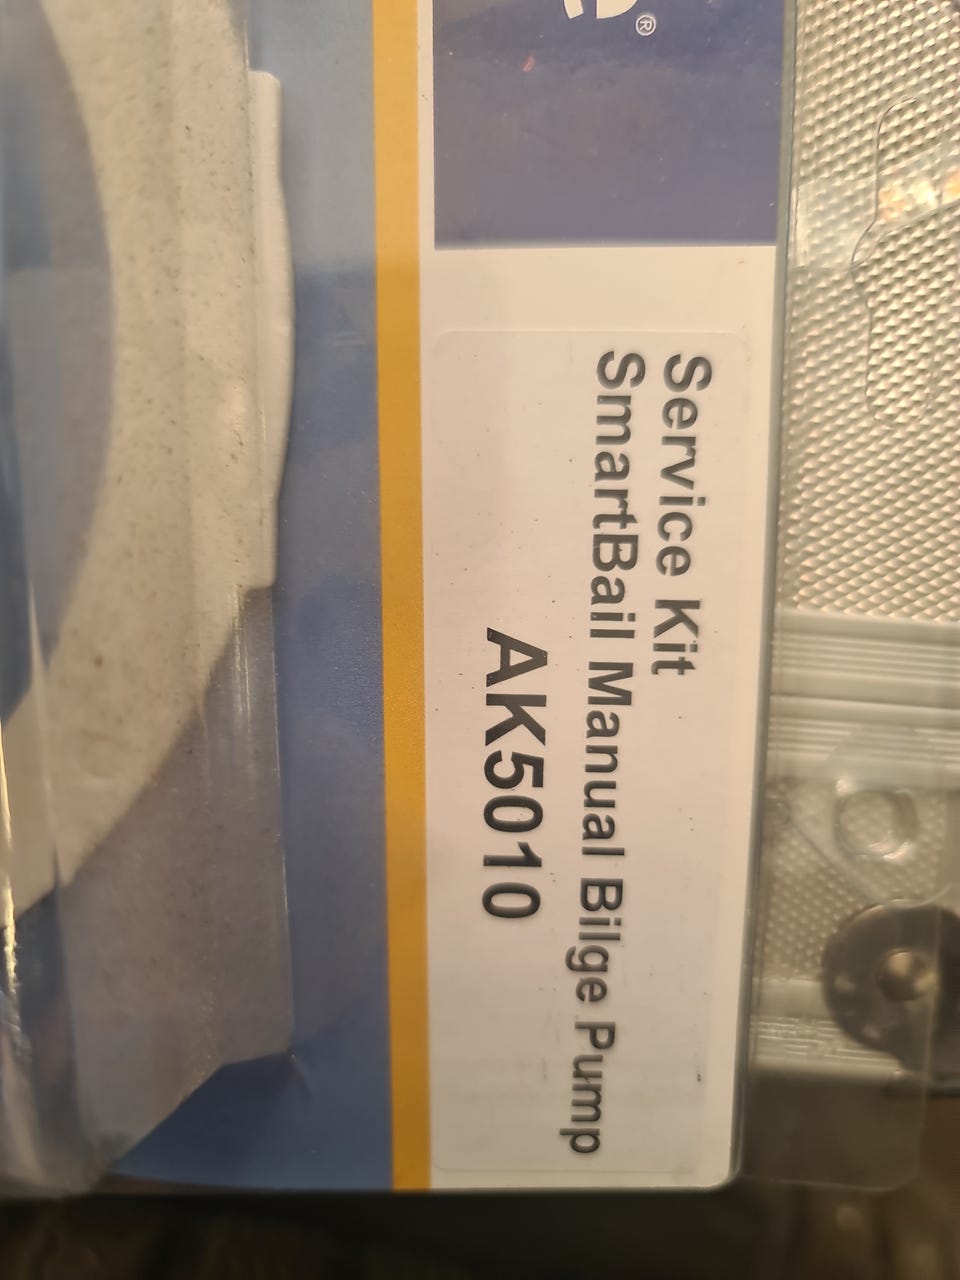 e®
Service Kit
SmartBail Manual Bilge Pump
AK5010